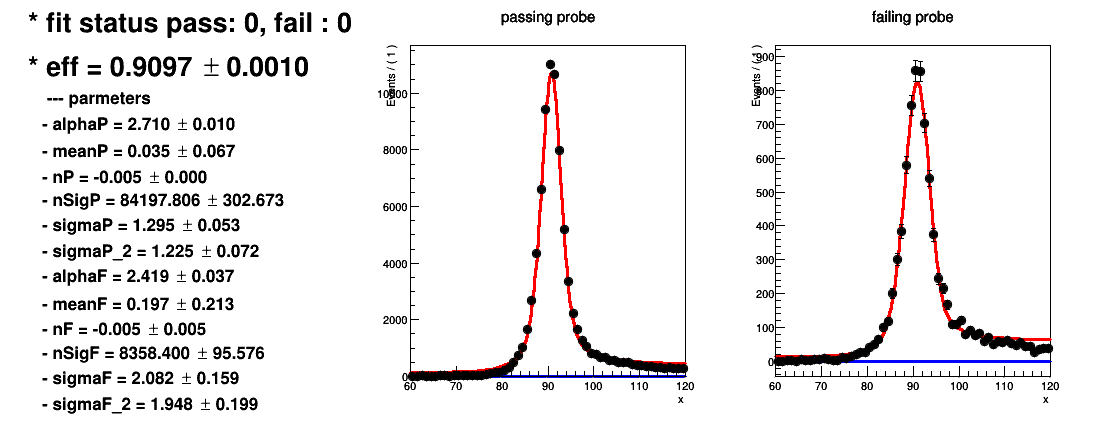 * fit status pass: 0, fail : 0
* eff = 0.9097 ± 0.0010
--- parmeters
- alphaP = 2.710 ± 0.010
- meanP = 0.035 ± 0.067
- nP = -0.005 ± 0.000
- nSigP = 84197.806 ± 302.673
- sigmaP = 1.295 ± 0.053
- sigmaP_2 = 1.225 ± 0.072
- alphaF = 2.419 ± 0.037
- meanF = 0.197 ± 0.213
- nF = -0.005 ± 0.005
- nSigF = 8358.400 ± 95.576
- sigmaF = 2.082 ± 0.159
- sigmaF_2 = 1.948 ± 0.199
passing probe
Events / ( 1 )
10000
8000
6000
4000
2000
0
60 70 80 90 100 110 120
x
failing probe
Events / ( 1 )
900
800
700
600
500
400
300
200
100
0
60 70 80 90 100 110 120
x